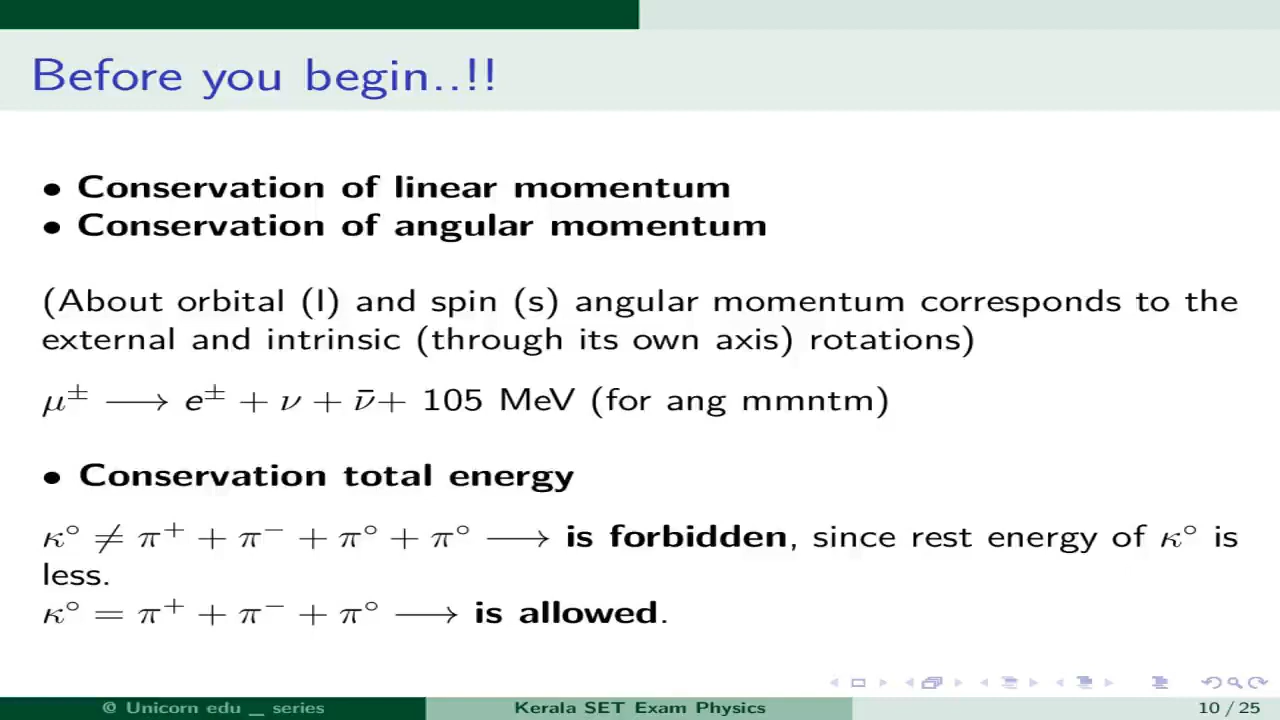 Before you begin..!!
• Conservation of linear momentum
• Conservation of angular momentum
(About orbital (l) and spin (s) angular momentum corresponds to the
external and intrinsic (through its own axis) rotations)
μ± ⟶ e± + ν + ν̄+ 105 MeV (for ang mmntm)
• Conservation total energy
κ° ≠ π⁺ + π⁻ + π° + π° ⟶ is forbidden, since rest energy of κ° is
less.
κ° = π⁺ + π⁻ + π° ⟶ is allowed.
© Unicorn edu _ series
Kerala SET Exam Physics
10 / 25